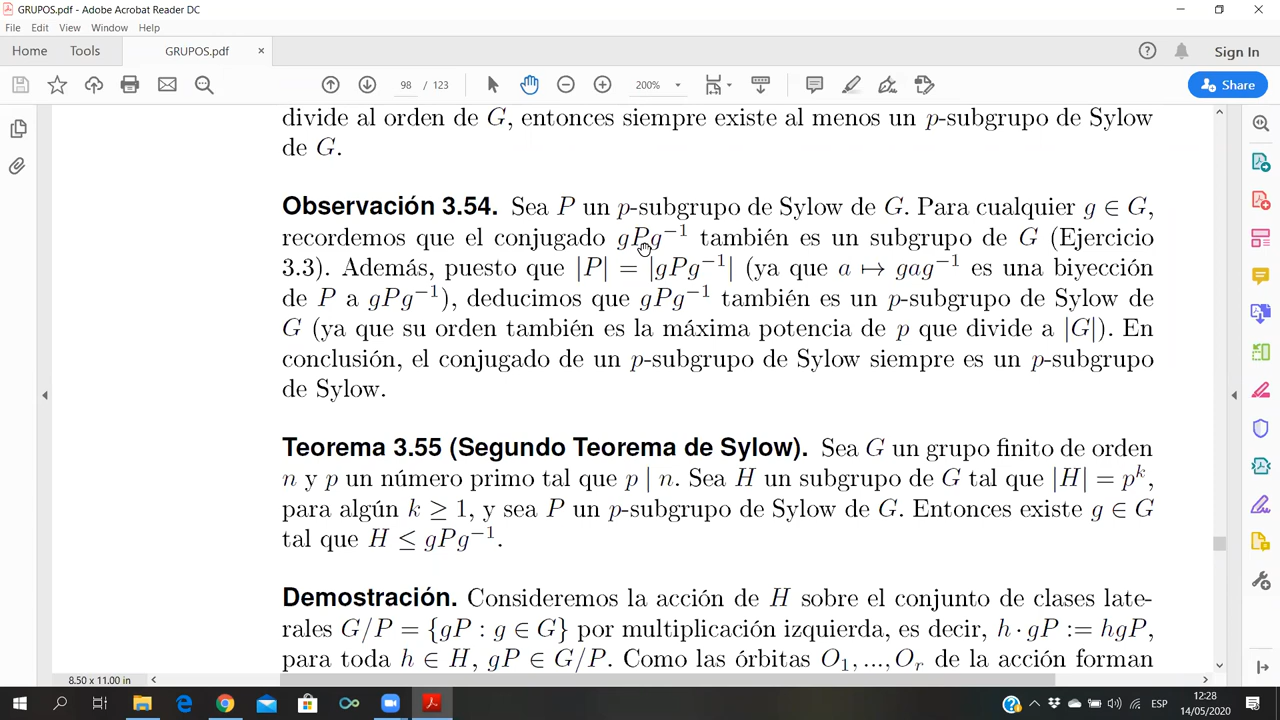 GRUPOS.pdf - Adobe Acrobat Reader DC
File Edit View Window Help
Home Tools GRUPOS.pdf × Sign In
98 / 123 200% Share
divide al orden de G, entonces siempre existe al menos un p-subgrupo de Sylow
de G.
Observación 3.54. Sea P un p-subgrupo de Sylow de G. Para cualquier g ∈ G,
recordemos que el conjugado gPg⁻¹ también es un subgrupo de G (Ejercicio
3.3). Además, puesto que |P| = |gPg⁻¹| (ya que a ↦ gag⁻¹ es una biyección
de P a gPg⁻¹), deducimos que gPg⁻¹ también es un p-subgrupo de Sylow de
G (ya que su orden también es la máxima potencia de p que divide a |G|). En
conclusión, el conjugado de un p-subgrupo de Sylow siempre es un p-subgrupo
de Sylow.
Teorema 3.55 (Segundo Teorema de Sylow). Sea G un grupo finito de orden
n y p un número primo tal que p | n. Sea H un subgrupo de G tal que |H| = pᵏ,
para algún k ≥ 1, y sea P un p-subgrupo de Sylow de G. Entonces existe g ∈ G
tal que H ≤ gPg⁻¹.
Demostración. Consideremos la acción de H sobre el conjunto de clases late-
rales G/P = {gP : g ∈ G} por multiplicación izquierda, es decir, h · gP := hgP,
para toda h ∈ H, gP ∈ G/P. Como las órbitas O₁, ..., Oᵣ de la acción forman
8.50 x 11.00 in
ESP
12:28
14/05/2020